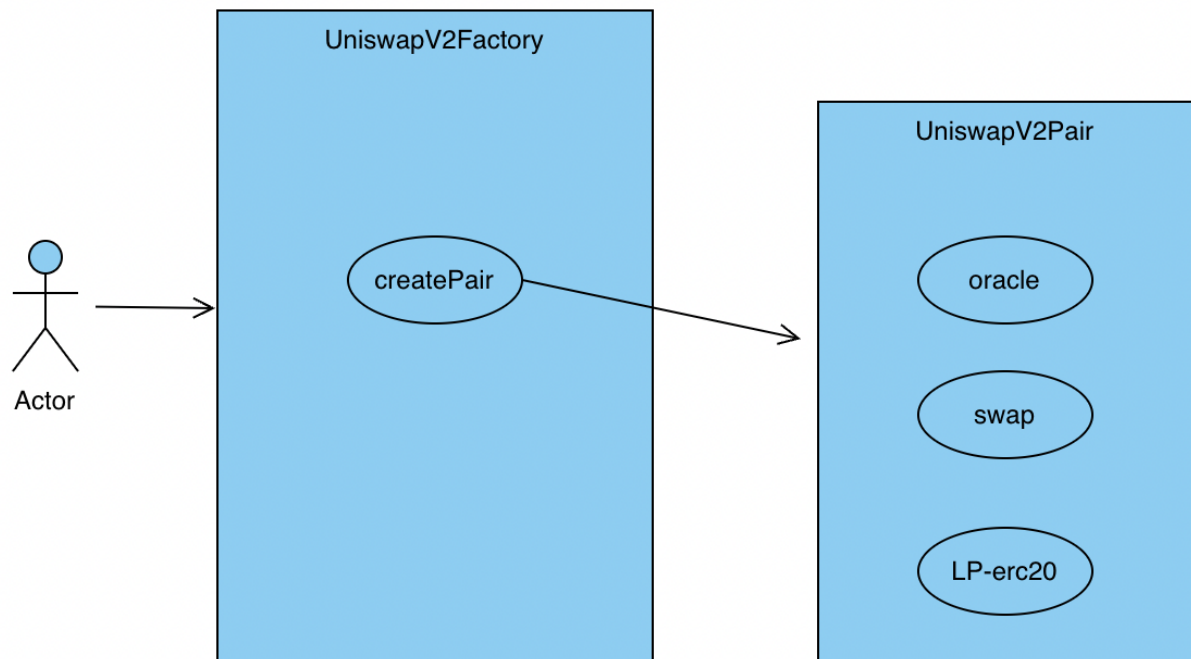 UniswapV2Factory
UniswapV2Pair
createPair
oracle
Actor
swap
LP-erc20